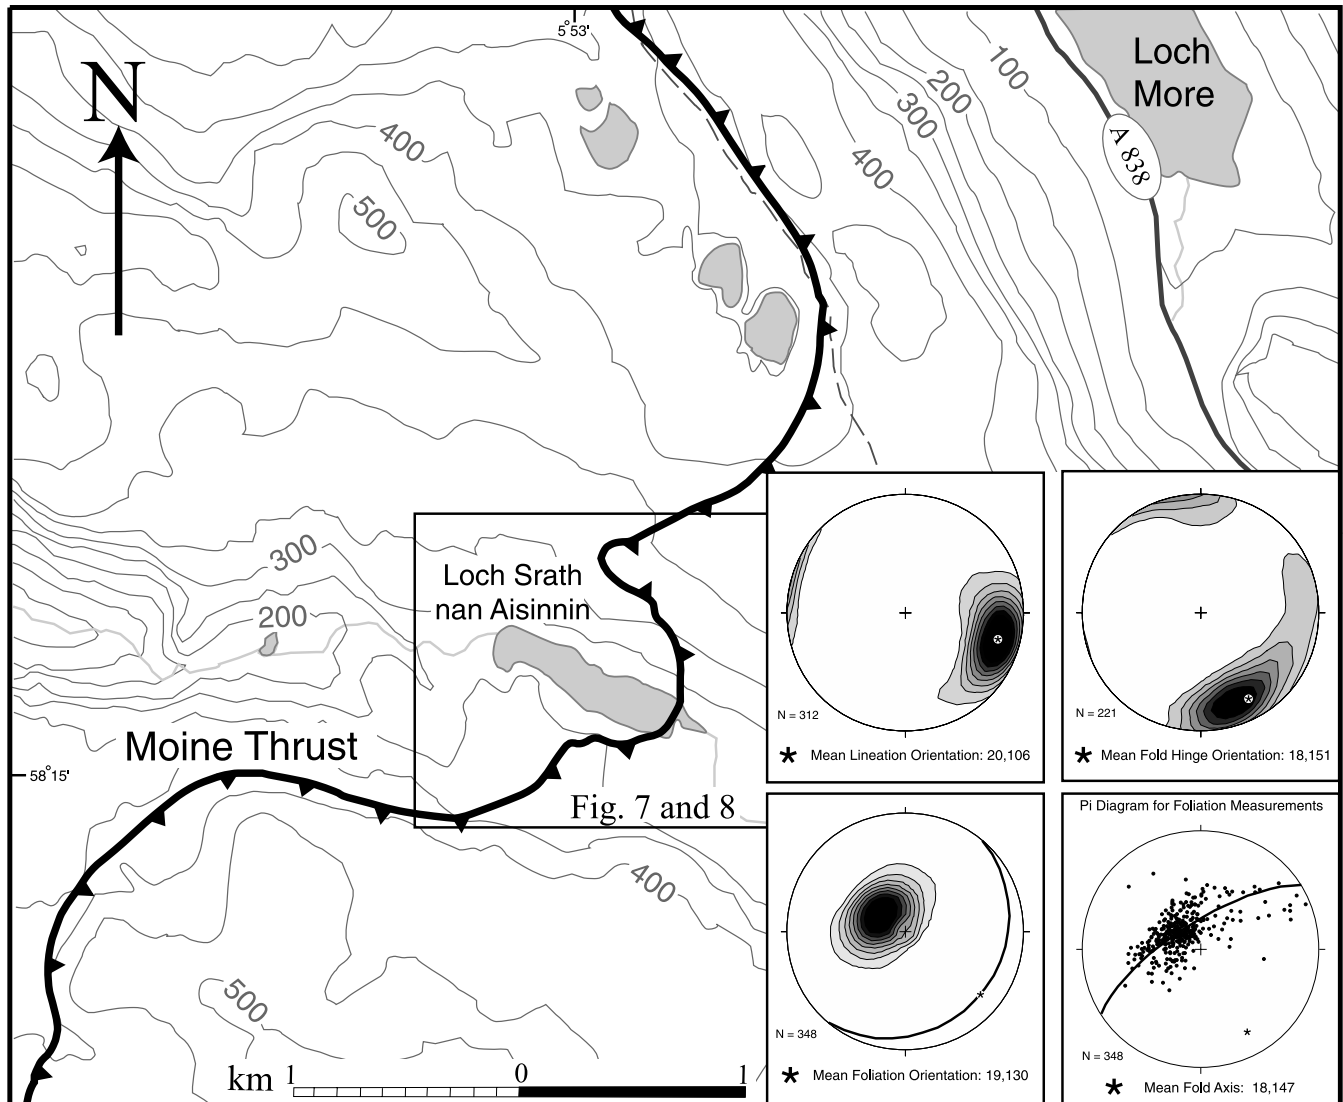 5°53'
N
Loch
More
100
200
300
400
A 838
400
500
300
200
Loch Srath
nan Aisinnin
Moine Thrust
58°15'
Fig. 7 and 8
400
500
km 1 0 1
N = 312
Mean Lineation Orientation: 20,106
N = 221
Mean Fold Hinge Orientation: 18,151
N = 348
Mean Foliation Orientation: 19,130
Pi Diagram for Foliation Measurements
N = 348
Mean Fold Axis: 18,147